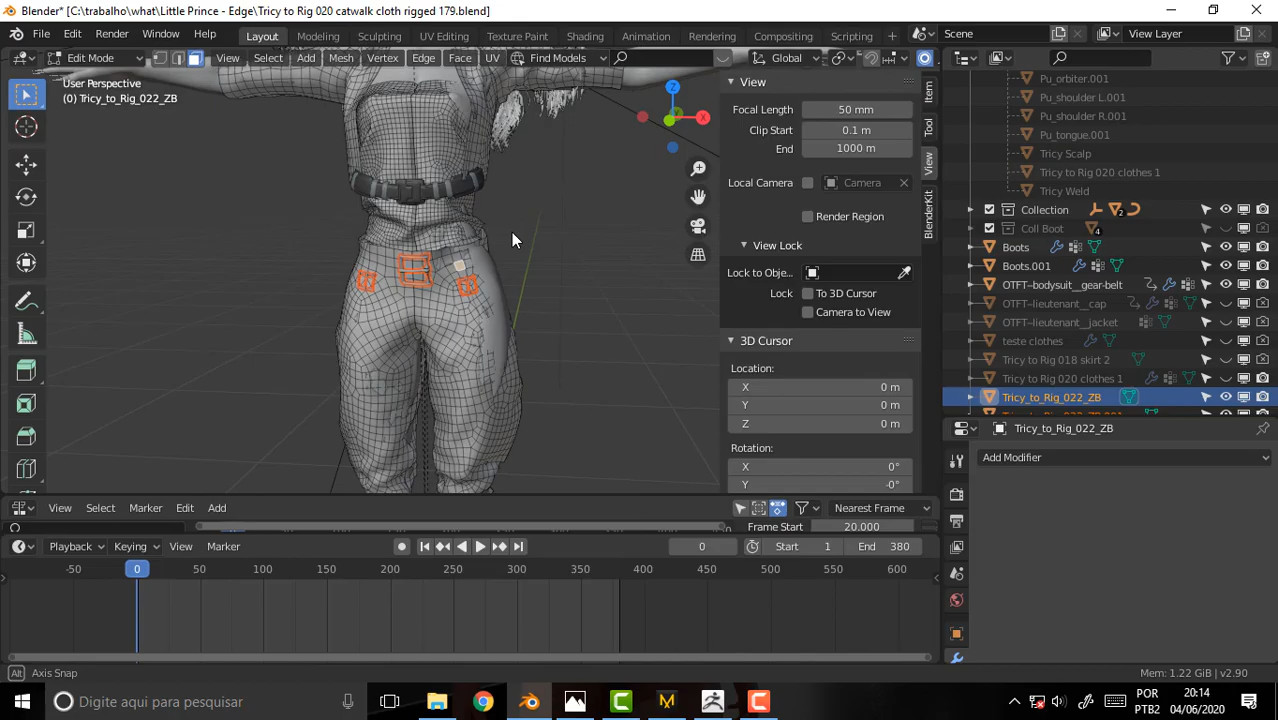 Blender* [C:\trabalho\what\Little Prince - Edge\Tricy to Rig 020 catwalk cloth rigged 179.blend]
File Edit Render Window Help Layout Modeling Sculpting UV Editing Texture Paint Shading Animation Rendering Compositing Scripting Scene View Layer
Edit Mode View Select Add Mesh Vertex Edge Face UV Find Models Global
User Perspective
(0) Tricy_to_Rig_022_ZB
X
Z
View
Focal Length 50 mm
Clip Start 0.1 m
End 1000 m
Local Camera Camera
Render Region
View Lock
Lock to Obje... 
Lock To 3D Cursor
Camera to View
3D Cursor
Location:
X 0 m
Y 0 m
Z 0 m
Rotation:
X 0°
Y -0°
Item
Tool
View
BlenderKit
Pu_orbiter.001
Pu_shoulder L.001
Pu_shoulder R.001
Pu_tongue.001
Tricy Scalp
Tricy to Rig 020 clothes 1
Tricy Weld
Collection 2
Coll Boot 4
Boots
Boots.001
OTFT-bodysuit__gear-belt
OTFT-lieutenant__cap
OTFT-lieutenant__jacket
teste clothes
Tricy to Rig 018 skirt 2
Tricy to Rig 020 clothes 1
Tricy_to_Rig_022_ZB
Tricy_to_Rig_022_ZB
Add Modifier
View Select Marker Edit Add Nearest Frame
Frame Start 20.000
Playback Keying View Marker 0 Start 1 End 380
-50 0 50 100 150 200 250 300 350 400 450 500 550 600
Alt Axis Snap Mem: 1.22 GiB | v2.90
Digite aqui para pesquisar
POR
PTB2
20:14
04/06/2020